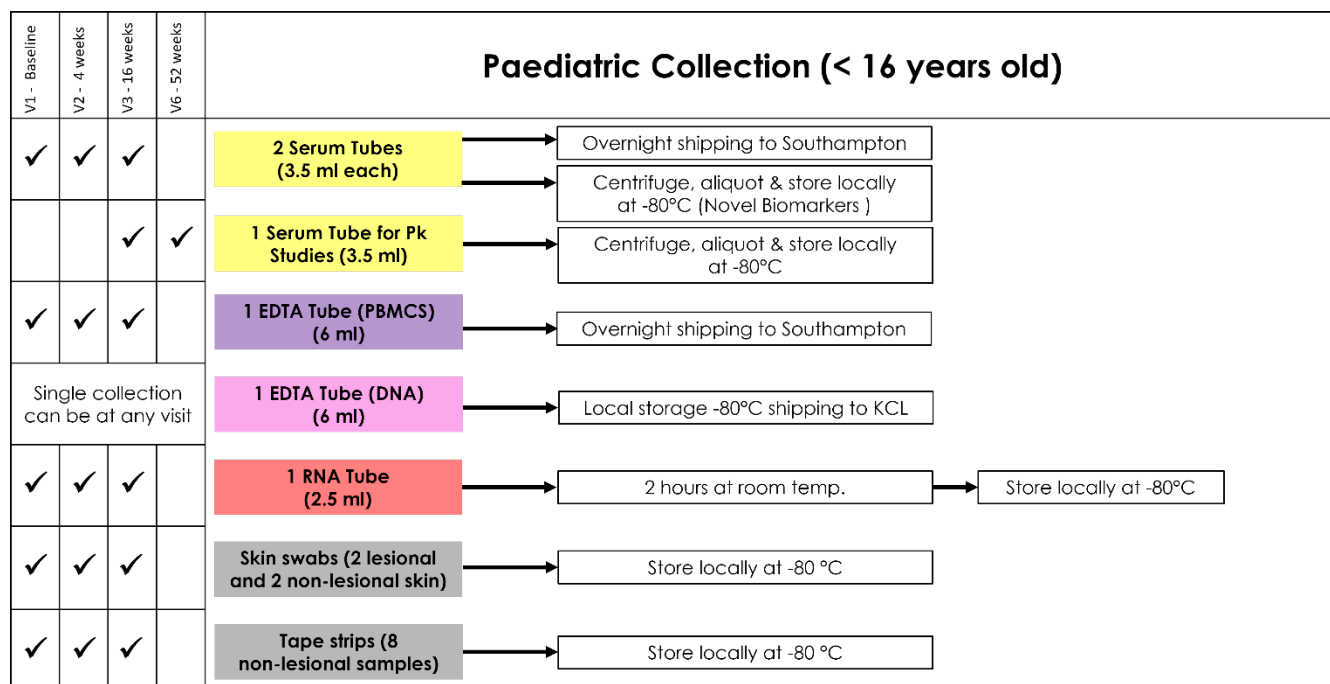 V1 - Baseline
V2 - 4 weeks
V3 - 16 weeks
V6 - 52 weeks
Paediatric Collection (< 16 years old)
✓ ✓ ✓
2 Serum Tubes
(3.5 ml each)
Overnight shipping to Southampton
Centrifuge, aliquot & store locally
at -80°C (Novel Biomarkers )
✓ ✓
1 Serum Tube for Pk
Studies (3.5 ml)
Centrifuge, aliquot & store locally
at -80°C
✓ ✓ ✓
1 EDTA Tube (PBMCS)
(6 ml)
Overnight shipping to Southampton
Single collection
can be at any visit
1 EDTA Tube (DNA)
(6 ml)
Local storage -80°C shipping to KCL
✓ ✓ ✓
1 RNA Tube
(2.5 ml)
2 hours at room temp.
Store locally at -80°C
✓ ✓ ✓
Skin swabs (2 lesional
and 2 non-lesional skin)
Store locally at -80 °C
✓ ✓ ✓
Tape strips (8
non-lesional samples)
Store locally at -80 °C